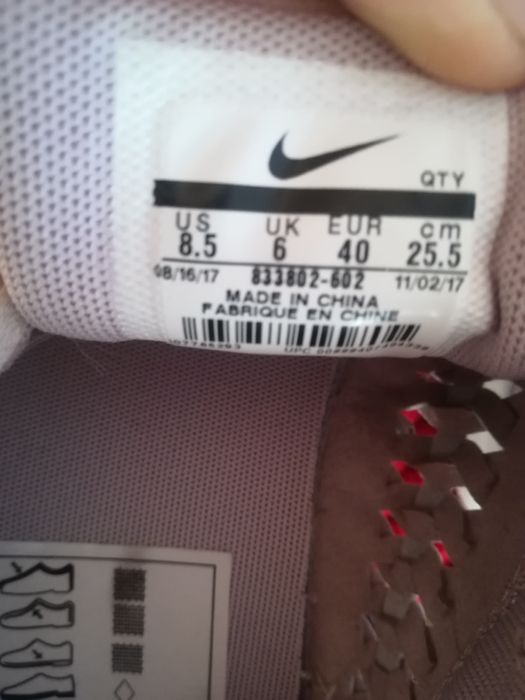 QTY
US UK EUR cm
8.5 6 40 25.5
08/16/17 833802-602 11/02/17
MADE IN CHINA
FABRIQUE EN CHINE
UPC